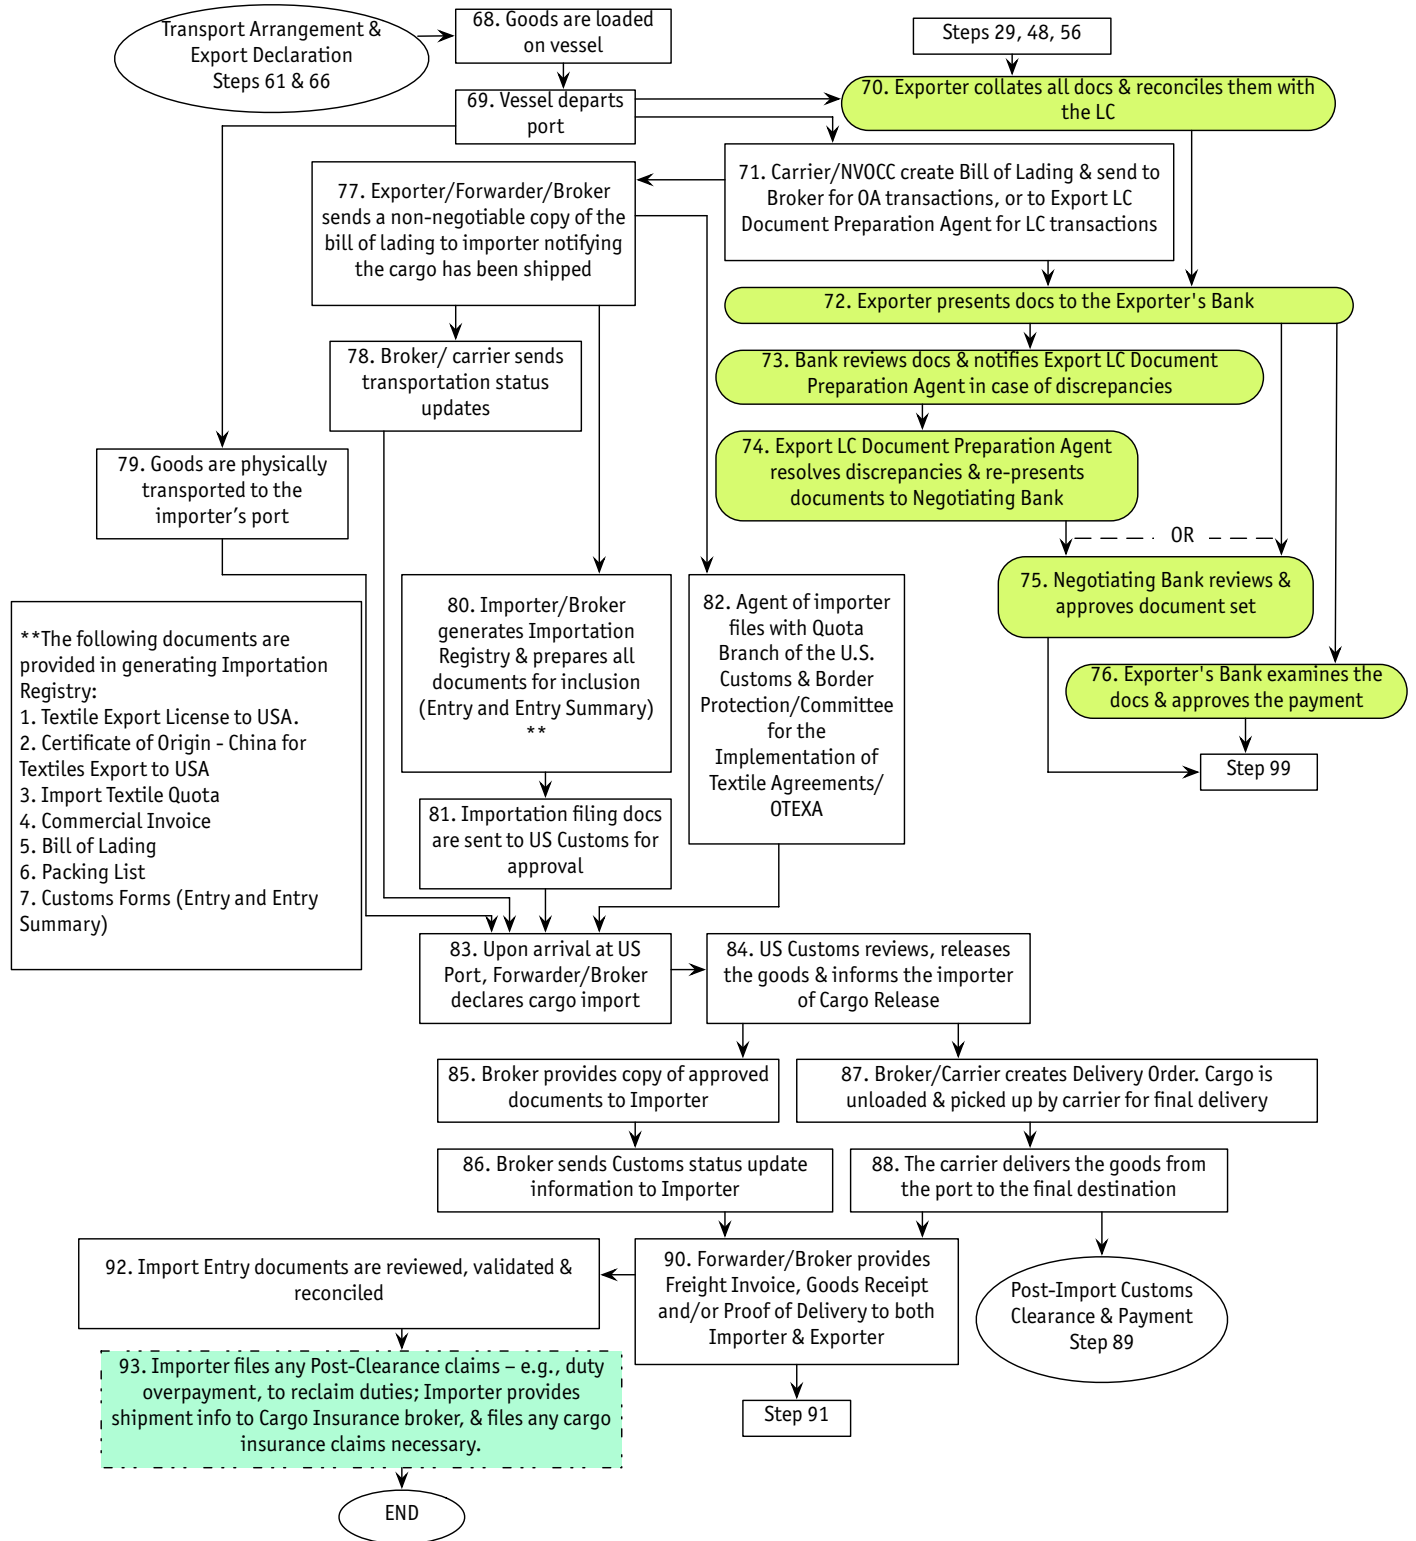 Transport Arrangement &
Export Declaration
Steps 61 & 66
68. Goods are loaded
on vessel
Steps 29, 48, 56
69. Vessel departs
port
70. Exporter collates all docs & reconciles them with
the LC
71. Carrier/NVOCC create Bill of Lading & send to
Broker for OA transactions, or to Export LC
Document Preparation Agent for LC transactions
77. Exporter/Forwarder/Broker
sends a non-negotiable copy of the
bill of lading to importer notifying
the cargo has been shipped
72. Exporter presents docs to the Exporter's Bank
78. Broker/ carrier sends
transportation status
updates
73. Bank reviews docs & notifies Export LC Document
Preparation Agent in case of discrepancies
74. Export LC Document Preparation Agent
resolves discrepancies & re-presents
documents to Negotiating Bank
79. Goods are physically
transported to the
importer’s port
OR
75. Negotiating Bank reviews &
approves document set
76. Exporter's Bank examines the
docs & approves the payment
Step 99
**The following documents are
provided in generating Importation
Registry:
1. Textile Export License to USA.
2. Certificate of Origin - China for
Textiles Export to USA
3. Import Textile Quota
4. Commercial Invoice
5. Bill of Lading
6. Packing List
7. Customs Forms (Entry and Entry
Summary)
80. Importer/Broker
generates Importation
Registry & prepares all
documents for inclusion
(Entry and Entry Summary)
**
82. Agent of importer
files with Quota
Branch of the U.S.
Customs & Border
Protection/Committee
for the
Implementation of
Textile Agreements/
OTEXA
81. Importation filing docs
are sent to US Customs for
approval
83. Upon arrival at US
Port, Forwarder/Broker
declares cargo import
84. US Customs reviews, releases
the goods & informs the importer
of Cargo Release
85. Broker provides copy of approved
documents to Importer
87. Broker/Carrier creates Delivery Order. Cargo is
unloaded & picked up by carrier for final delivery
86. Broker sends Customs status update
information to Importer
88. The carrier delivers the goods from
the port to the final destination
92. Import Entry documents are reviewed, validated &
reconciled
90. Forwarder/Broker provides
Freight Invoice, Goods Receipt
and/or Proof of Delivery to both
Importer & Exporter
Post-Import Customs
Clearance & Payment
Step 89
93. Importer files any Post-Clearance claims – e.g., duty
overpayment, to reclaim duties; Importer provides
shipment info to Cargo Insurance broker, & files any cargo
insurance claims necessary.
Step 91
END